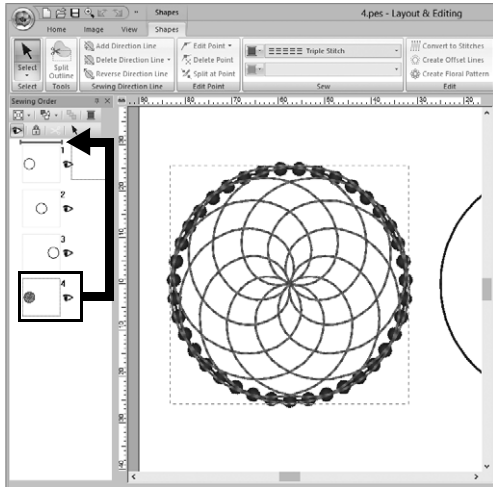 Shapes
4.pes - Layout & Editing
Home Image View Shapes
Select
Split Outline
Add Direction Line
Delete Direction Line
Reverse Direction Line
Edit Point
Delete Point
Split at Point
Triple Stitch
Convert to Stitches
Create Offset Lines
Create Floral Pattern
Select Tools Sewing Direction Line Edit Point Sew Edit
Sewing Order
90 80 70 60 50 40 30 20
1
2
3
4